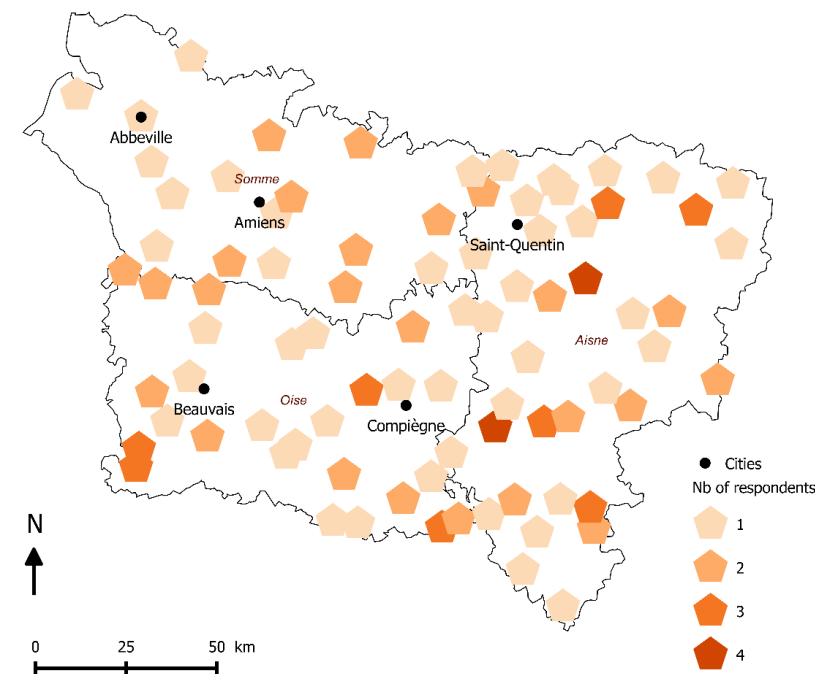 Abbeville
Somme
Amiens
Saint-Quentin
Aisne
Oise
Beauvais
Compiègne
Cities
Nb of respondents
1
2
3
4
N
0 25 50 km